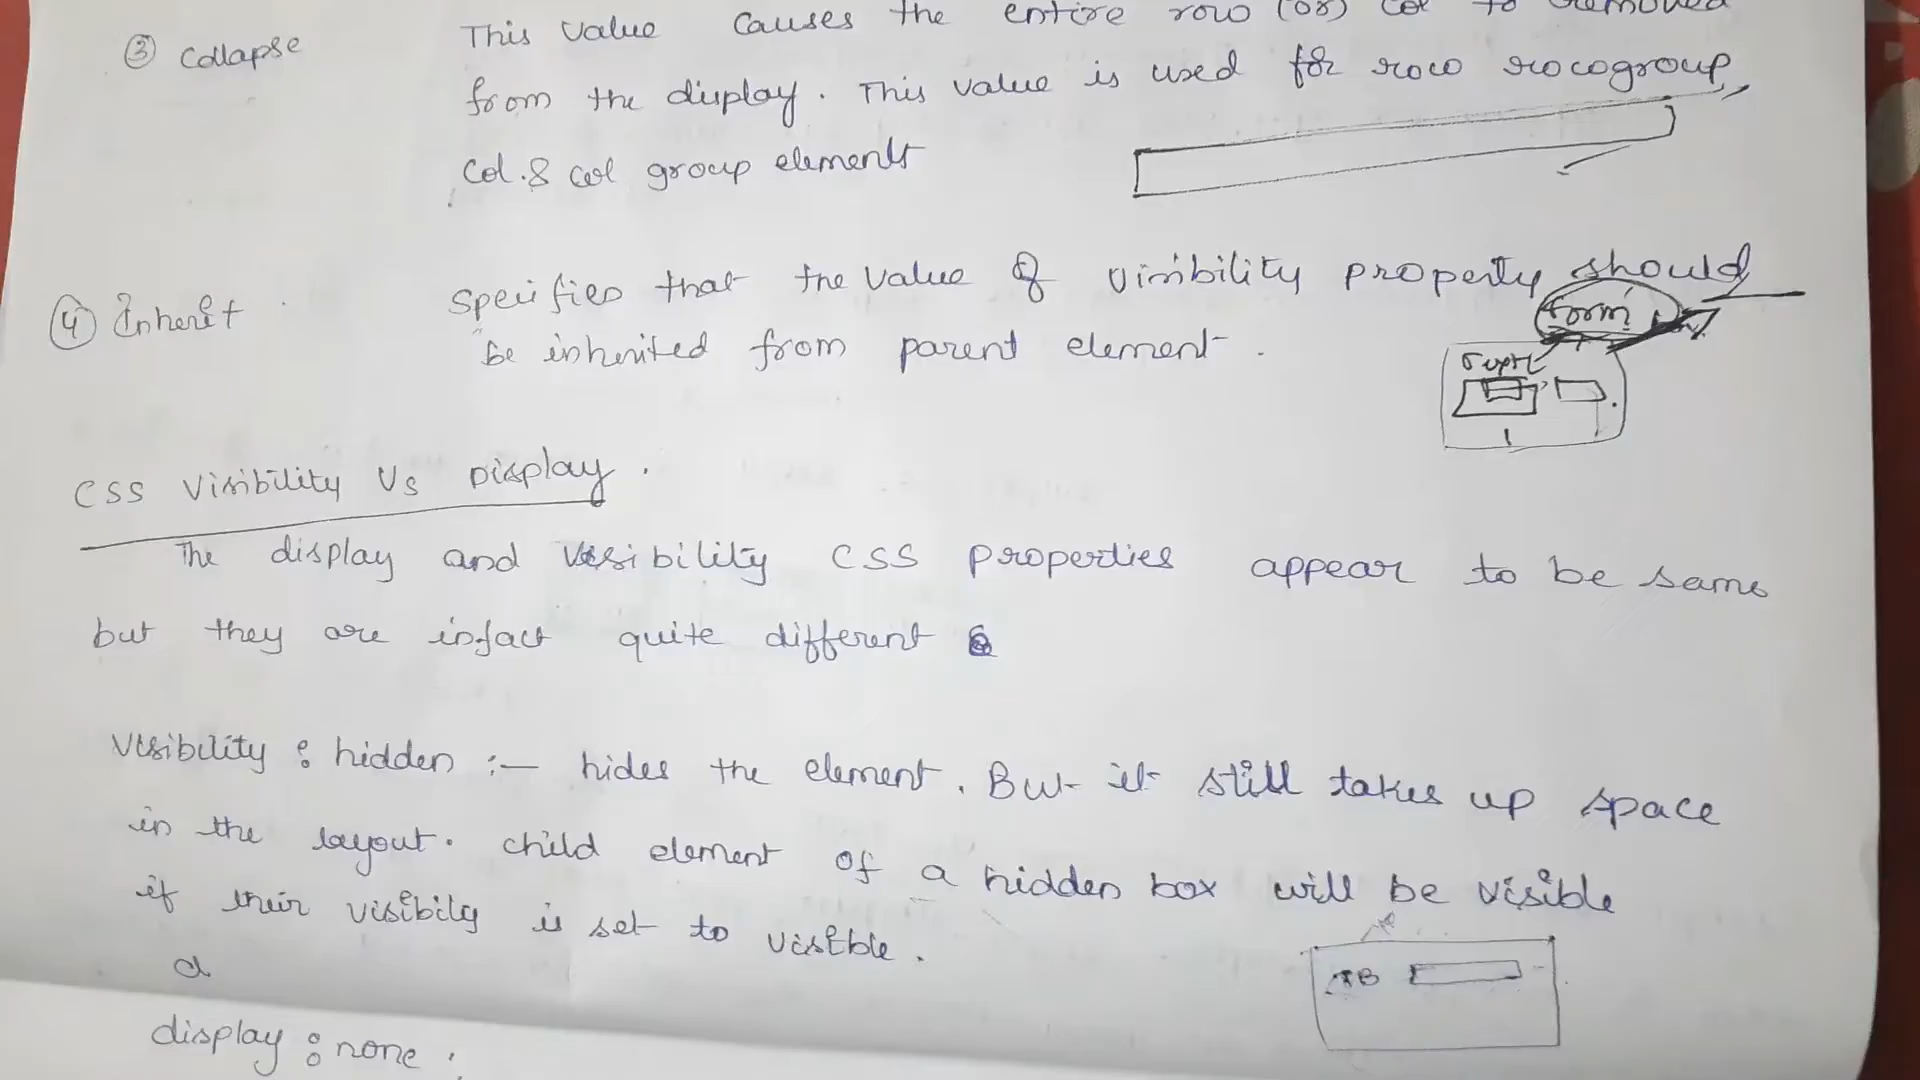 ③ Collapse This value causes the entire row (or) col to removed
from the display. This value is used for row rowgroup,
col & col group elements
④ Inherit Specifies that the value of visibility property should
be inherited from parent element.
form
CSS Visibility Vs Display.
The display and visibility CSS properties appear to be same
but they are infact quite different
Visibility : hidden :— hides the element. But it still takes up space
in the layout. child element of a hidden box will be visible
if their visibility is set to visible.
d
display : none :